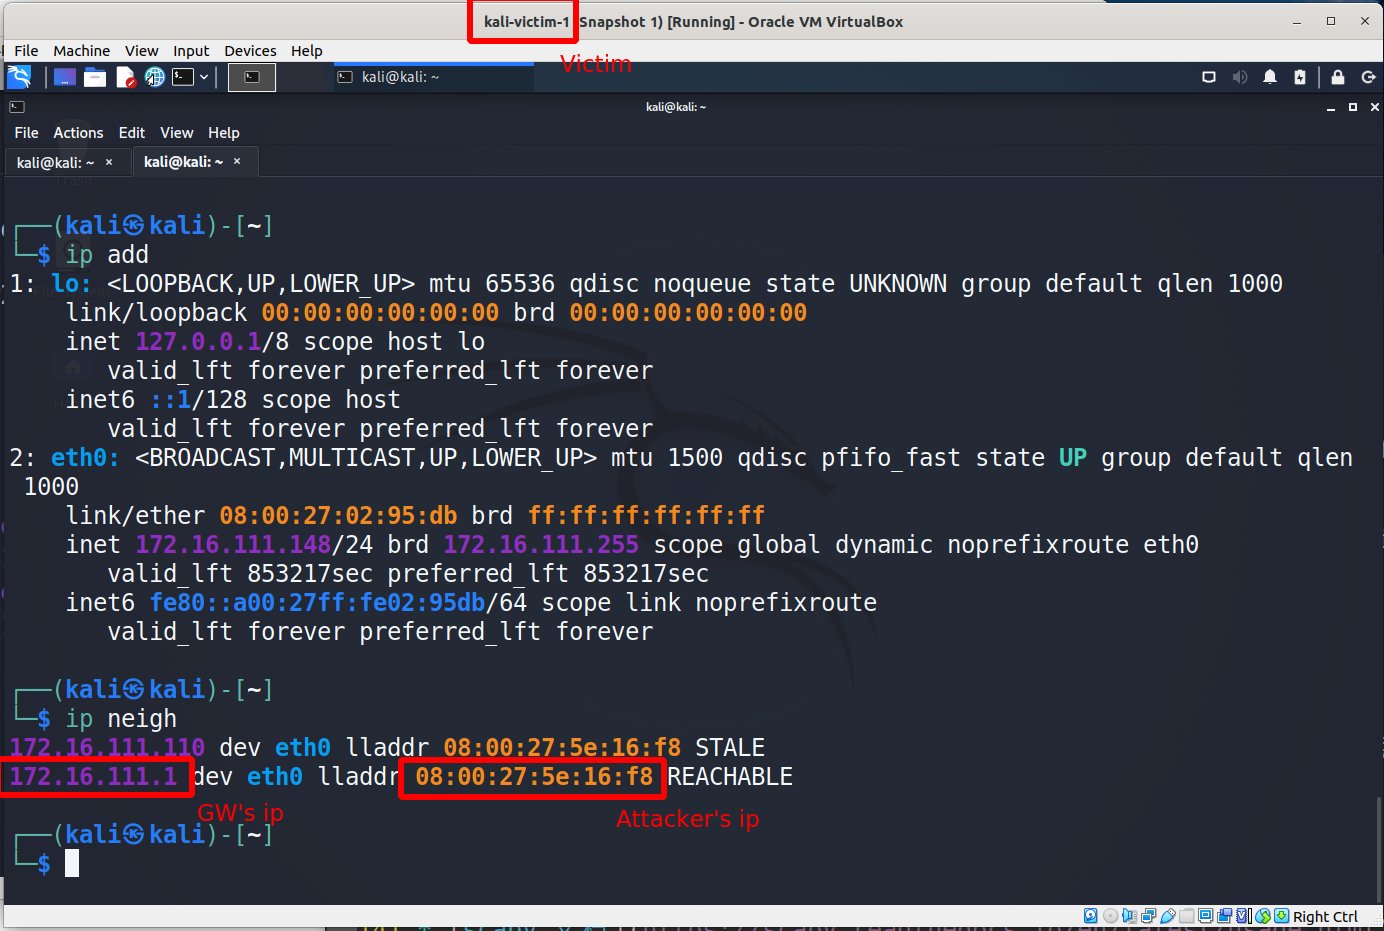 kali-victim-1 (Snapshot 1) [Running] - Oracle VM VirtualBox
File Machine View Input Devices Help
Victim
kali@kali: ~
kali@kali: ~
File Actions Edit View Help
kali@kali: ~ × kali@kali: ~ ×
Trash
┌──(kali㉿kali)-[~]
└─$ ip add
1: lo: <LOOPBACK,UP,LOWER_UP> mtu 65536 qdisc noqueue state UNKNOWN group default qlen 1000
link/loopback 00:00:00:00:00:00 brd 00:00:00:00:00:00
inet 127.0.0.1/8 scope host lo
valid_lft forever preferred_lft forever
inet6 ::1/128 scope host
valid_lft forever preferred_lft forever
2: eth0: <BROADCAST,MULTICAST,UP,LOWER_UP> mtu 1500 qdisc pfifo_fast state UP group default qlen
1000
link/ether 08:00:27:02:95:db brd ff:ff:ff:ff:ff:ff
inet 172.16.111.148/24 brd 172.16.111.255 scope global dynamic noprefixroute eth0
valid_lft 853217sec preferred_lft 853217sec
inet6 fe80::a00:27ff:fe02:95db/64 scope link noprefixroute
valid_lft forever preferred_lft forever
┌──(kali㉿kali)-[~]
└─$ ip neigh
172.16.111.110 dev eth0 lladdr 08:00:27:5e:16:f8 STALE
172.16.111.1 dev eth0 lladdr 08:00:27:5e:16:f8 REACHABLE
GW's ip
Attacker's ip
┌──(kali㉿kali)-[~]
└─$
Right Ctrl